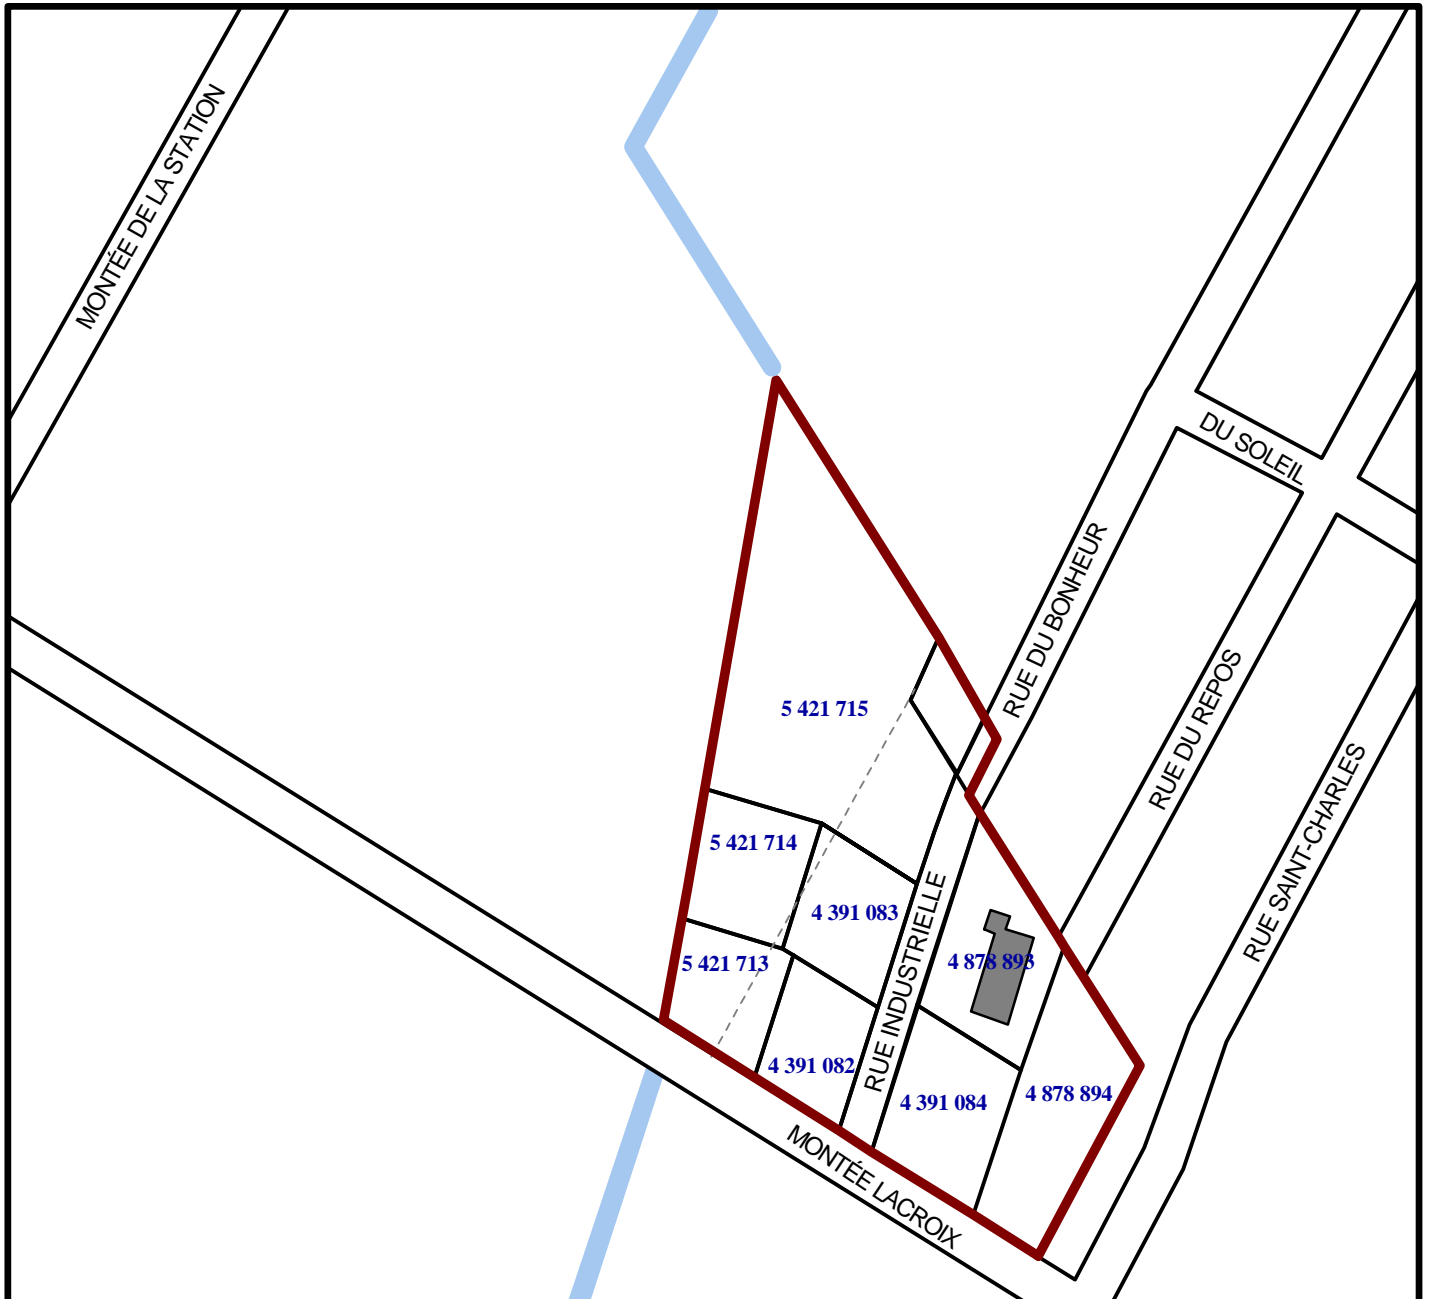 MONTÉE DE LA STATION
DU SOLEIL
RUE DU BONHEUR
RUE DU REPOS
5 421 715
RUE SAINT-CHARLES
5 421 714
4 391 083
RUE INDUSTRIELLE
4 878 893
5 421 713
4 391 082
4 391 084
4 878 894
MONTÉE LACROIX